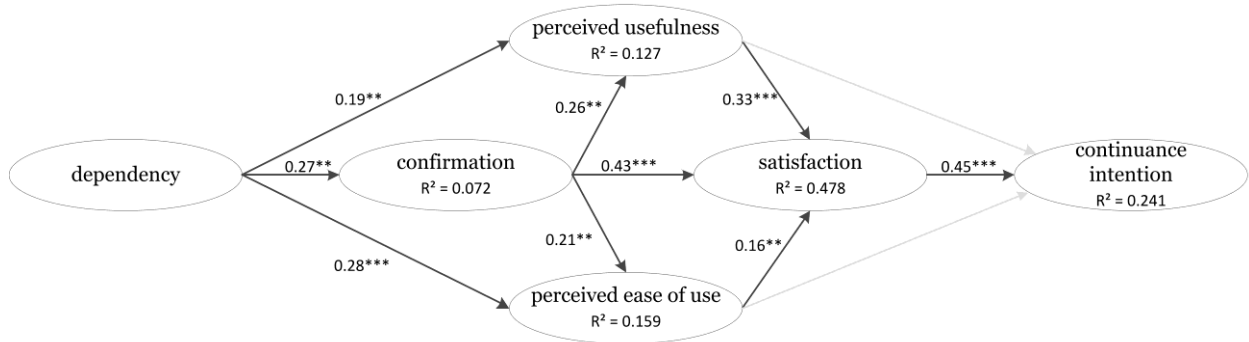 perceived usefulness
R² = 0.127
0.19**
0.26**
0.33***
dependency
0.27**
confirmation
R² = 0.072
0.43***
satisfaction
R² = 0.478
0.45***
continuance
intention
R² = 0.241
0.28***
0.21**
0.16**
perceived ease of use
R² = 0.159